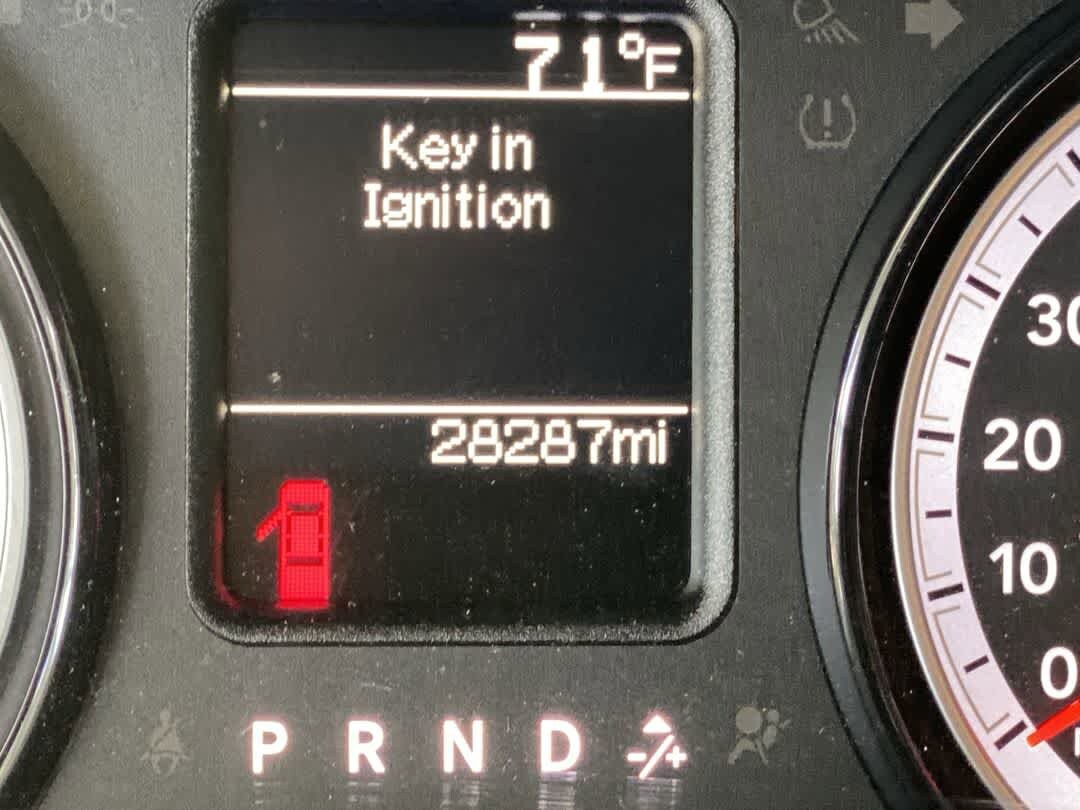 71°F
Key in
Ignition
28287mi
30
20
10
0
P R N D -/+